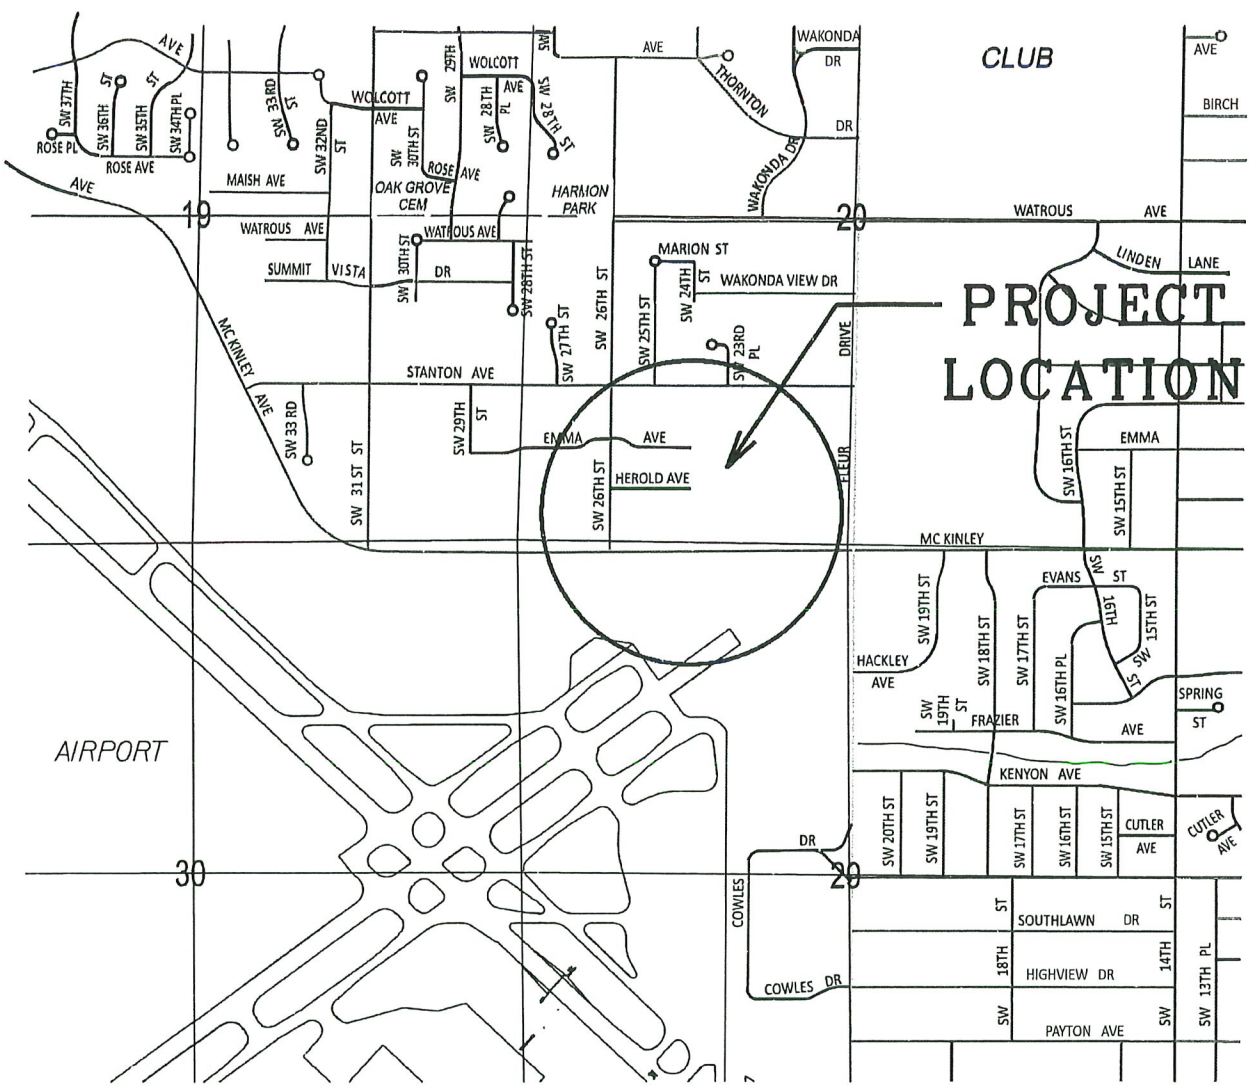 CLUB
WAKONDA
DR
AVE
AVE
AVE
BIRCH
SW 37TH
SW 36TH
ST
SW 35TH
ST
SW 34TH PL
ROSE PL
ROSE AVE
AVE
SW 33RD
ST
SW 32ND
ST
WOLCOTT
AVE
SW 29TH
WOLCOTT
AVE
SW 28TH
PL
SW 28TH ST
SW 30TH ST
ROSE AVE
THORNTON
DR
WAKONDA DR
MAISH AVE
OAK GROVE
CEM
HARMON
PARK
19
20
WATROUS
AVE
WATROUS AVE
WATROUS AVE
SUMMIT VISTA DR
SW 30TH ST
SW 28TH ST
SW 27TH ST
SW 26TH ST
MARION ST
SW 25TH ST
SW 24TH
ST
WAKONDA VIEW DR
SW 23RD
PL
LINDEN LANE
PROJECT
LOCATION
DRIVE
FLEUR
MC KINLEY
AVE
STANTON AVE
SW 33 RD
SW 31 ST ST
SW 29TH
ST
EMMA AVE
HEROLD AVE
SW 26TH ST
EMMA
SW 16TH ST
SW 15TH ST
MC KINLEY
SW
16TH
ST
EVANS ST
15TH ST
SW
SW 19TH ST
SW 18TH ST
SW 17TH ST
SW 16TH PL
HACKLEY
AVE
SW
19TH
ST
FRAZIER
AVE
SPRING
ST
AIRPORT
KENYON AVE
SW 20TH ST
SW 19TH ST
SW 17TH ST
SW 16TH ST
SW 15TH ST
CUTLER
AVE
CUTLER
AVE
30
20
DR
COWLES
COWLES DR
SOUTHLAWN DR
HIGHVIEW DR
PAYTON AVE
SW 18TH ST
SW 14TH ST
SW 13TH PL